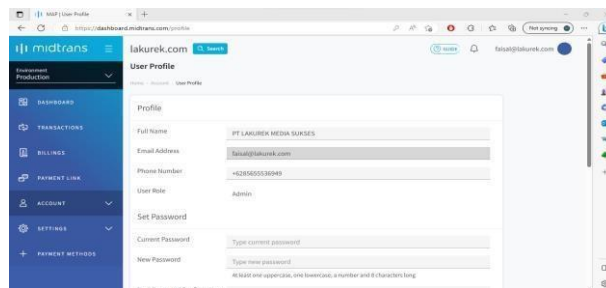 MAP | User Profile
https://dashboard.midtrans.com/profile
Not syncing
midtrans
lakurek.com
Search
faisal@lakurek.com
Environment
Production
User Profile
Home - Account - User Profile
DASHBOARD
TRANSACTIONS
BILLINGS
PAYMENT LINK
ACCOUNT
SETTINGS
PAYMENT METHODS
Profile
Full Name
PT LAKUREK MEDIA SUKSES
Email Address
faisal@lakurek.com
Phone Number
+6285655536949
User Role
Admin
Set Password
Current Password
Type current password
New Password
Type new password
At least one uppercase, one lowercase, a number and 8 characters long